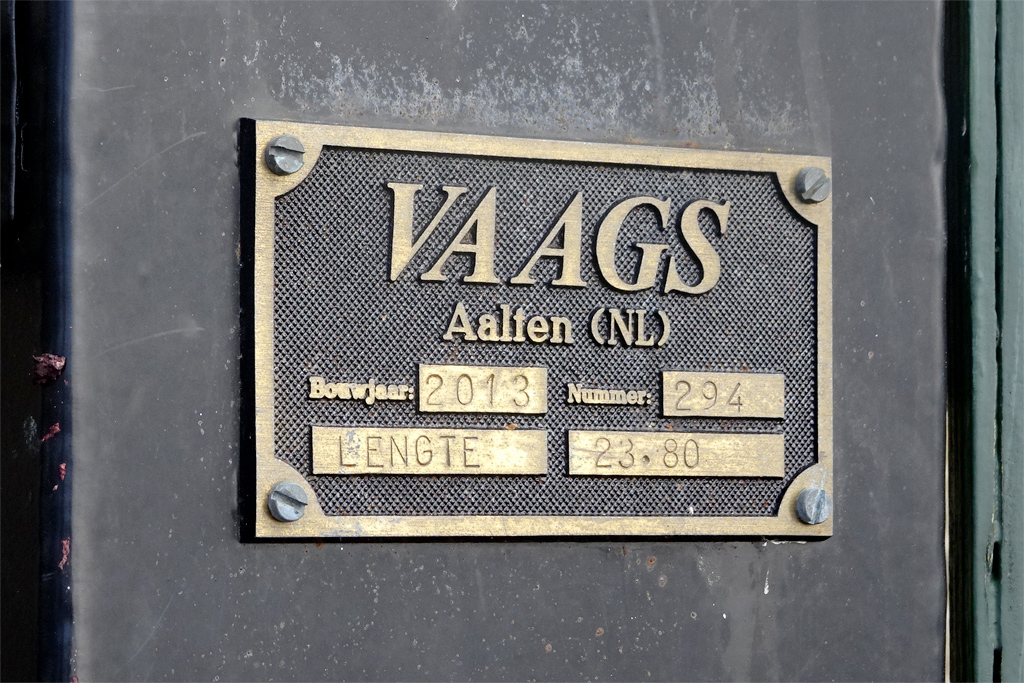 VAAGS
Aalten (NL)
Bouwjaar: 2013 Nummer: 294
LENGTE 23.80